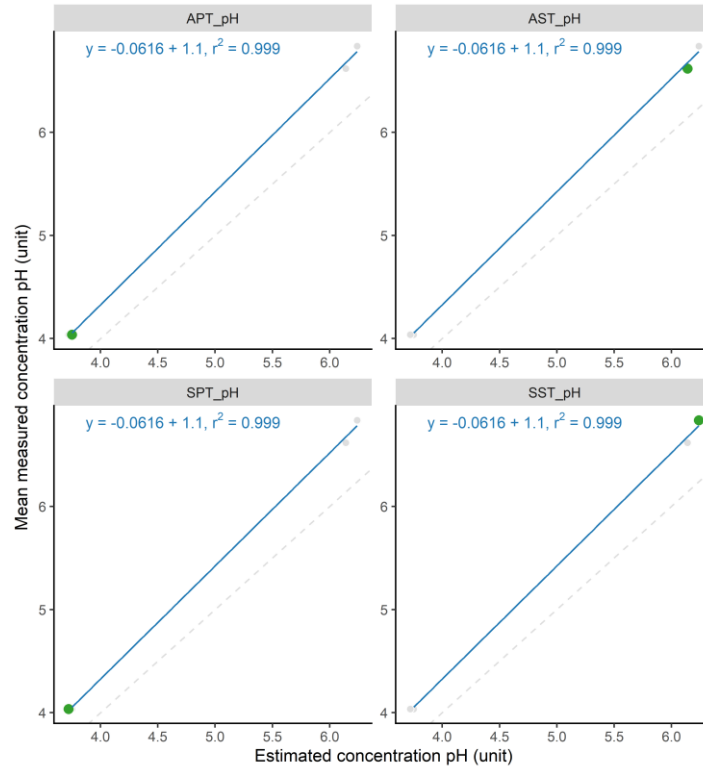 APT_pH
AST_pH
y = -0.0616 + 1.1, r² = 0.999
y = -0.0616 + 1.1, r² = 0.999
6
5
4
6
5
4
4.0 4.5 5.0 5.5 6.0
4.0 4.5 5.0 5.5 6.0
SPT_pH
SST_pH
y = -0.0616 + 1.1, r² = 0.999
y = -0.0616 + 1.1, r² = 0.999
6
5
4
6
5
4
4.0 4.5 5.0 5.5 6.0
4.0 4.5 5.0 5.5 6.0
Mean measured concentration pH (unit)
Estimated concentration pH (unit)